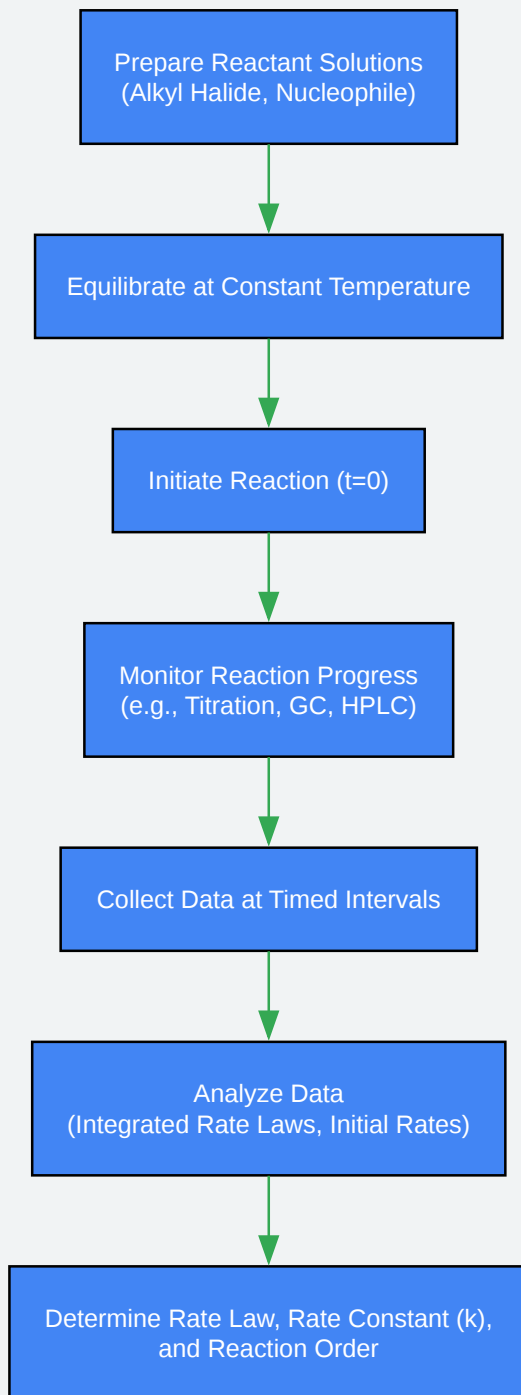 Prepare Reactant Solutions
(Alkyl Halide, Nucleophile)
Equilibrate at Constant Temperature
Initiate Reaction (t=0)
Monitor Reaction Progress
(e.g., Titration, GC, HPLC)
Collect Data at Timed Intervals
Analyze Data
(Integrated Rate Laws, Initial Rates)
Determine Rate Law, Rate Constant (k),
and Reaction Order